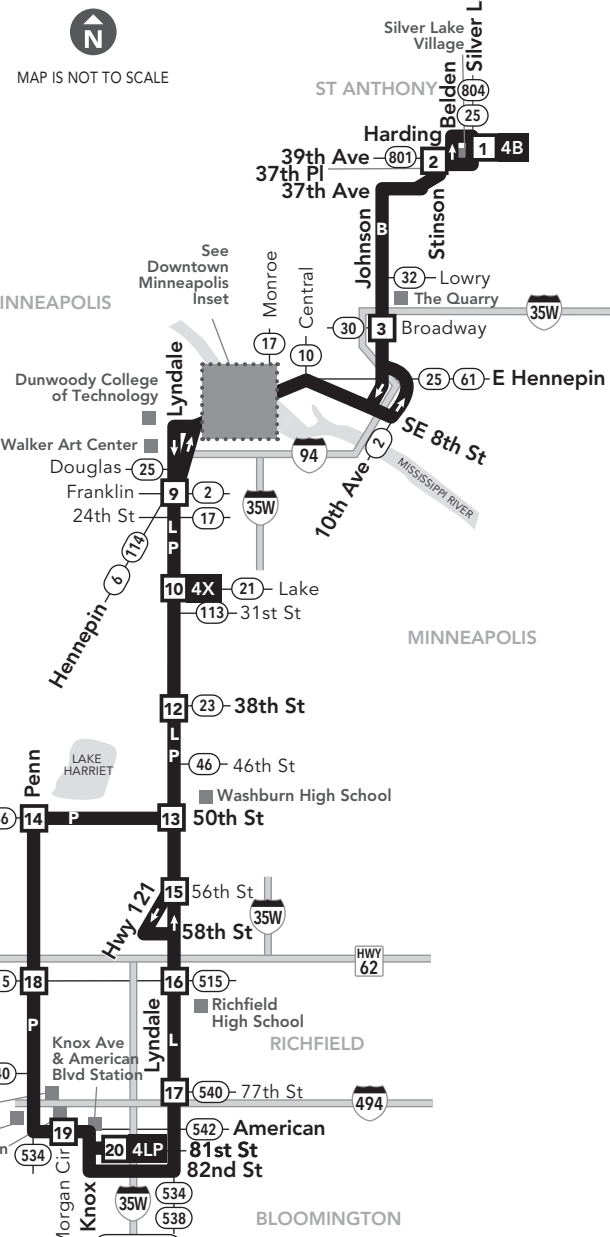 N
MAP IS NOT TO SCALE
Silver Lake
Village
Silver L
Belden
ST ANTHONY
804
25
Harding
1 4B
39th Ave 801 2
37th Pl
37th Ave
Stinson
Johnson
B
32 Lowry
The Quarry
35W
30 3 Broadway
See
Downtown
Minneapolis
Inset
Monroe
Central
17
10
INNEAPOLIS
25 61 E Hennepin
Lyndale
Dunwoody College
of Technology
SE 8th St
2
10th Ave
MISSISSIPPI RIVER
Walker Art Center
94
Douglas 25
Franklin 9 2
35W
24th St 17
L
P
114
6
Hennepin
10 4X 21 Lake
113 31st St
MINNEAPOLIS
12 23 38th St
L
P
46 46th St
Penn
LAKE
HARRIET
Washburn High School
6 14 P 13 50th St
15 56th St
35W
Hwy 121
58th St
HWY
62
5 18 16 515
Richfield
High School
P
Lyndale
L
RICHFIELD
Knox Ave
& American
Blvd Station
40
17 540 77th St
494
n
19
542 American
20 4LP 81st St
82nd St
534
Morgan Cir
Knox
35W
534
538
BLOOMINGTON